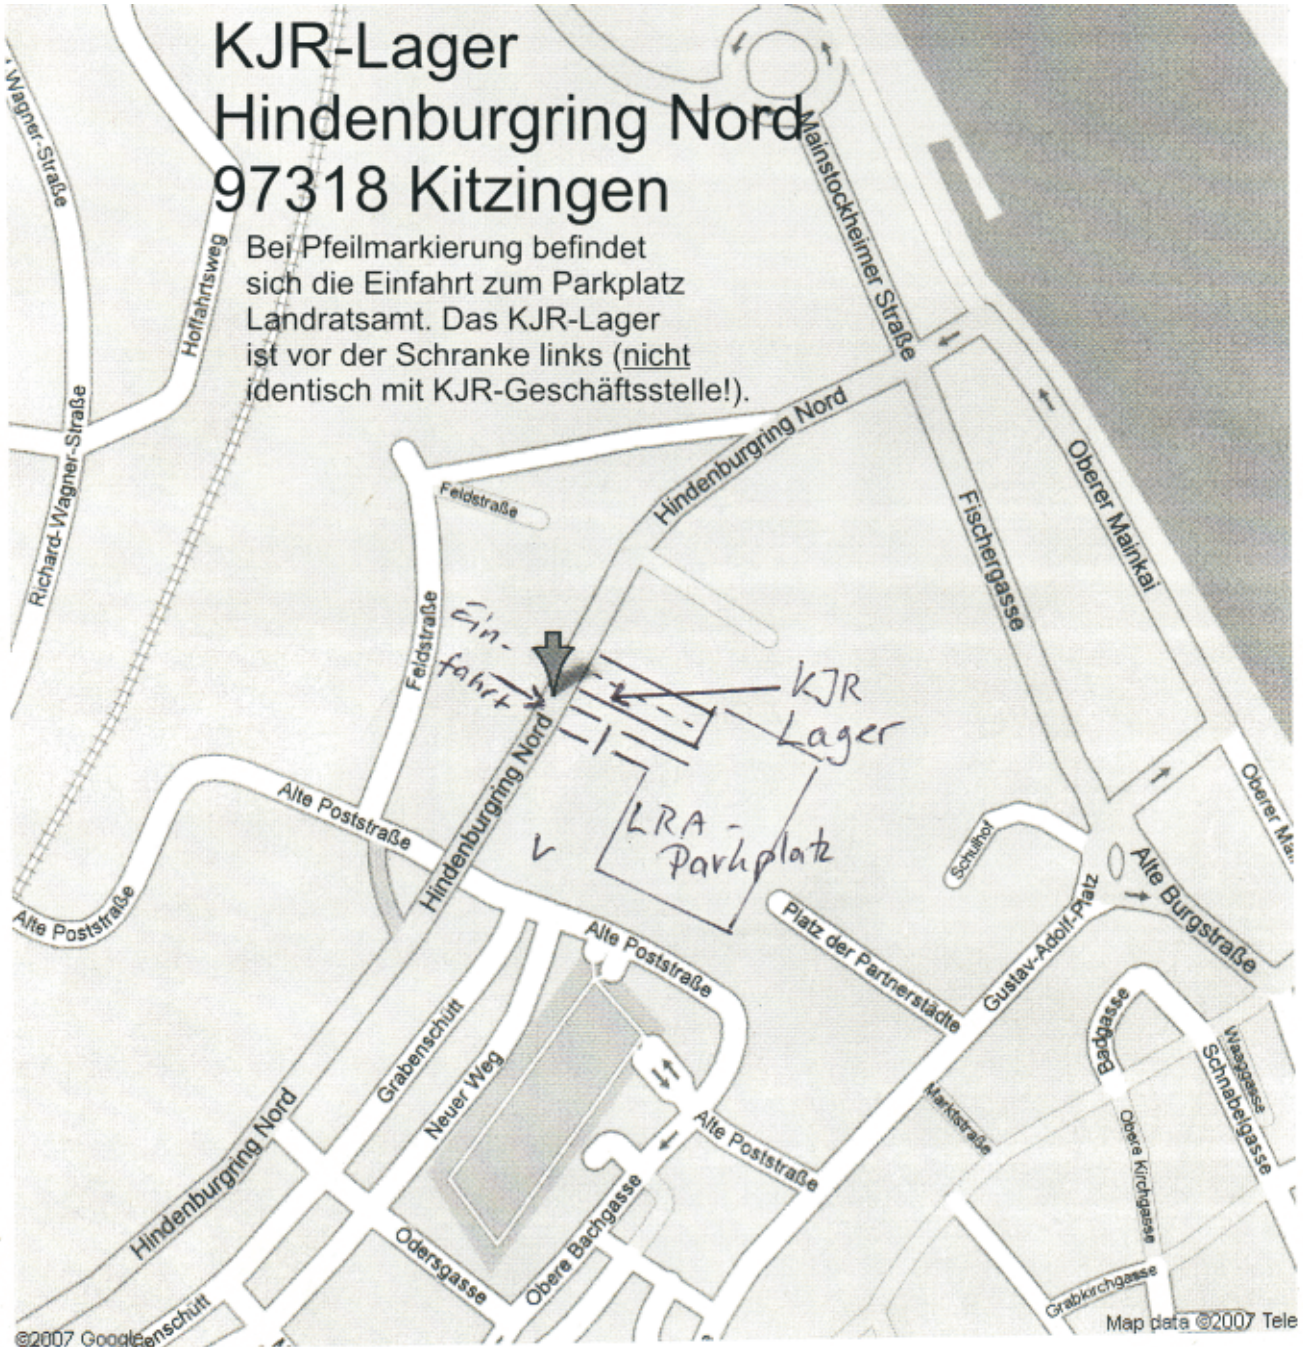 KJR-Lager
Hindenburgring Nord
97318 Kitzingen
Bei Pfeilmarkierung befindet
sich die Einfahrt zum Parkplatz
Landratsamt. Das KJR-Lager
ist vor der Schranke links (nicht
identisch mit KJR-Geschäftsstelle!).
Wagner-Straße
Hoffahrtsweg
Richard-Wagner-Straße
Mainstockheimer Straße
Hindenburgring Nord
Oberer Mainkai
Fischergasse
Feldstraße
Feldstraße
Ein-
fahrt
KJR
Lager
Hindenburgring Nord
LRA-
Parkplatz
Alte Poststraße
Alte Poststraße
Alte Poststraße
Schulhof
Oberer Mai
Alte Burgstraße
Gustav-Adolf-Platz
Platz der Partnerstädte
Grabenschütt
Neuer Weg
Badgasse
Waaggasse
Schnabelgasse
Marktstraße
Obere Kirchgasse
Alte Poststraße
Hindenburgring Nord
Odersgasse
Obere Bachgasse
Grabkirchgasse
enschütt
©2007 Google
Map data ©2007 Tele